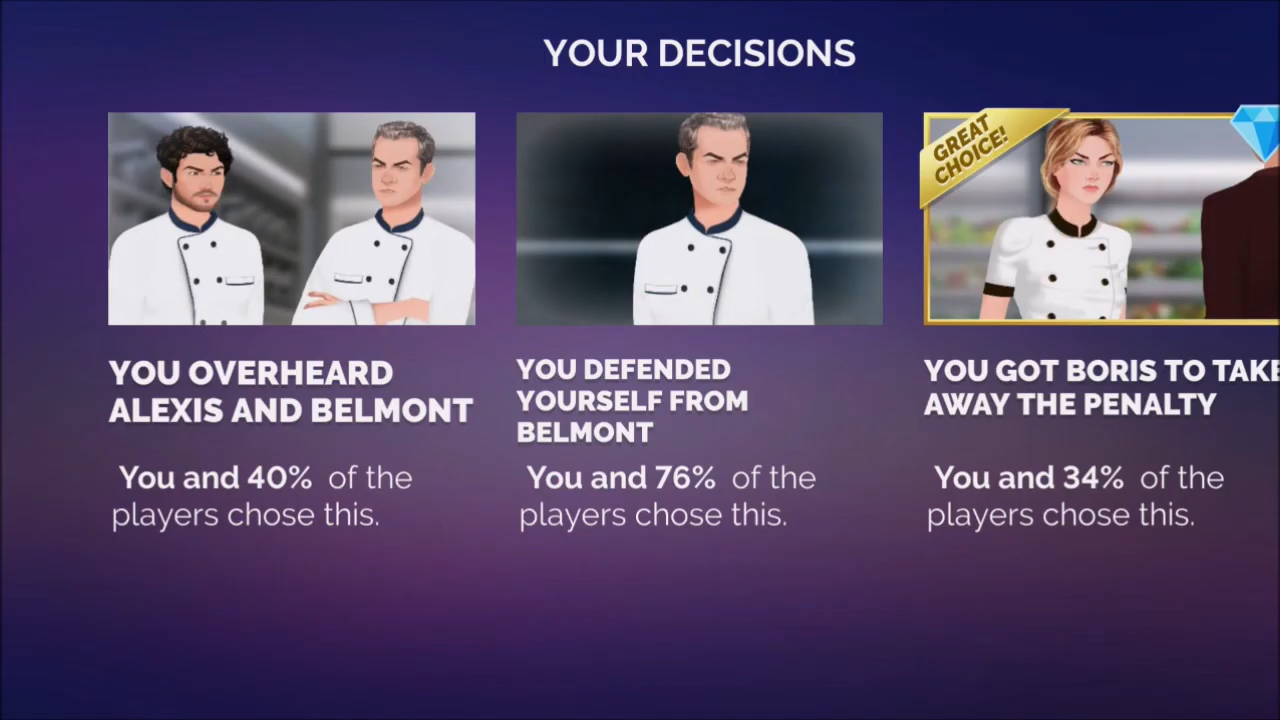 YOUR DECISIONS
GREAT
CHOICE!
YOU OVERHEARD
ALEXIS AND BELMONT
You and 40% of the
players chose this.
YOU DEFENDED
YOURSELF FROM
BELMONT
You and 76% of the
players chose this.
YOU GOT BORIS TO TAKE
AWAY THE PENALTY
You and 34% of the
players chose this.